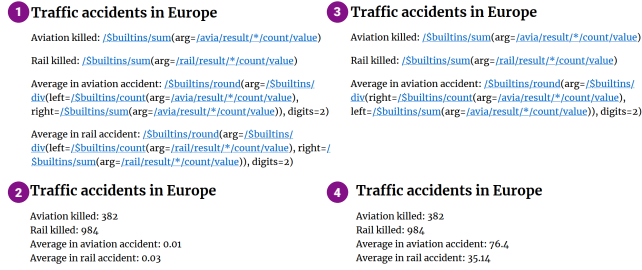 1 Traffic accidents in Europe
Aviation killed: /$builtins/sum(arg=/avia/result/*/count/value)
Rail killed: /$builtins/sum(arg=/rail/result/*/count/value)
Average in aviation accident: /$builtins/round(arg=/$builtins/
div(left=/$builtins/count(arg=/avia/result/*/count/value),
right=/$builtins/sum(arg=/avia/result/*/count/value)), digits=2)
Average in rail accident: /$builtins/round(arg=/$builtins/
div(left=/$builtins/count(arg=/rail/result/*/count/value), right=/
$builtins/sum(arg=/rail/result/*/count/value)), digits=2)
2 Traffic accidents in Europe
Aviation killed: 382
Rail killed: 984
Average in aviation accident: 0.01
Average in rail accident: 0.03
3 Traffic accidents in Europe
Aviation killed: /$builtins/sum(arg=/avia/result/*/count/value)
Rail killed: /$builtins/sum(arg=/rail/result/*/count/value)
Average in aviation accident: /$builtins/round(arg=/$builtins/
div(right=/$builtins/count(arg=/avia/result/*/count/value),
left=/$builtins/sum(arg=/avia/result/*/count/value)), digits=2)
4 Traffic accidents in Europe
Aviation killed: 382
Rail killed: 984
Average in aviation accident: 76.4
Average in rail accident: 35.14